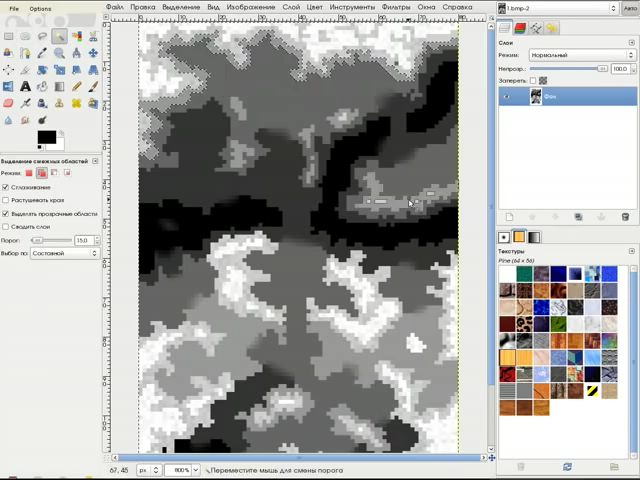 File
Options
Файл Правка Выделение Вид Изображение Слой Цвет Инструменты Фильтры Окна Справка
1.bmp-2
Авто
Слои
Режим: Нормальный
Непрозр.: 100,0
Запереть:
Фон
Выделение смежных областей
Режим:
Сглаживание
Растушевать края
Выделять прозрачные области
Сводить слои
Порог: 15,0
Выбор по: Составной
Текстуры
Pine (64 × 56)
67, 45 px 800% Переместите мышь для смены порога